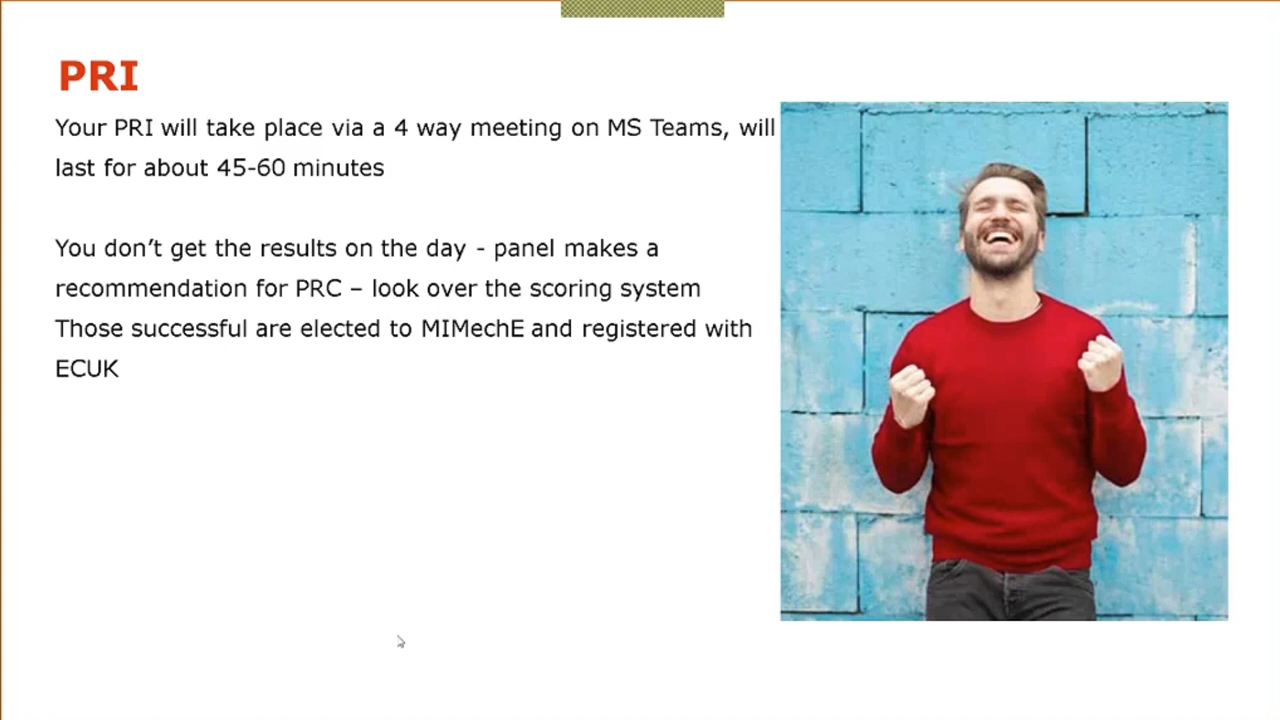 PRI
Your PRI will take place via a 4 way meeting on MS Teams, will
last for about 45-60 minutes
You don’t get the results on the day - panel makes a
recommendation for PRC – look over the scoring system
Those successful are elected to MIMechE and registered with
ECUK